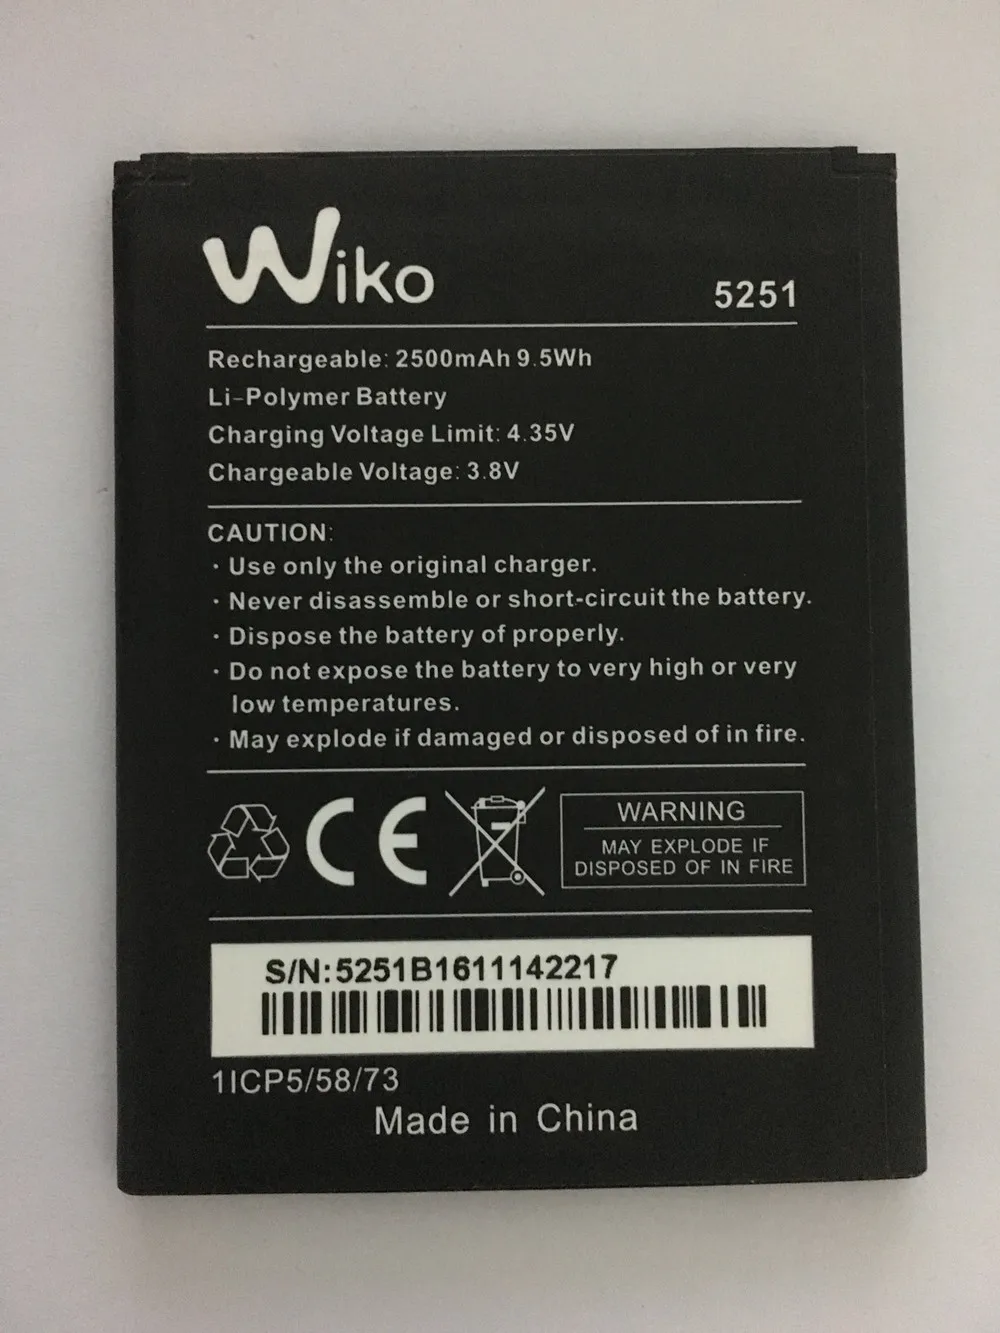 Wiko
5251
Rechargeable: 2500mAh 9.5Wh
Li-Polymer Battery
Charging Voltage Limit: 4.35V
Chargeable Voltage: 3.8V
CAUTION:
· Use only the original charger.
· Never disassemble or short-circuit the battery.
· Dispose the battery of properly.
· Do not expose the battery to very high or very
low temperatures.
· May explode if damaged or disposed of in fire.
CE
WARNING
MAY EXPLODE IF
DISPOSED OF IN FIRE
S/N:5251B1611142217
1ICP5/58/73
Made in China